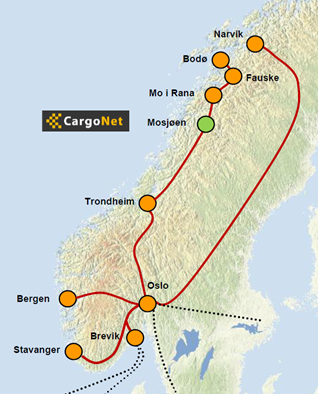 Narvik
Bodø
Fauske
Mo i Rana
CargoNet
Mosjøen
Trondheim
Oslo
Bergen
Brevik
Stavanger